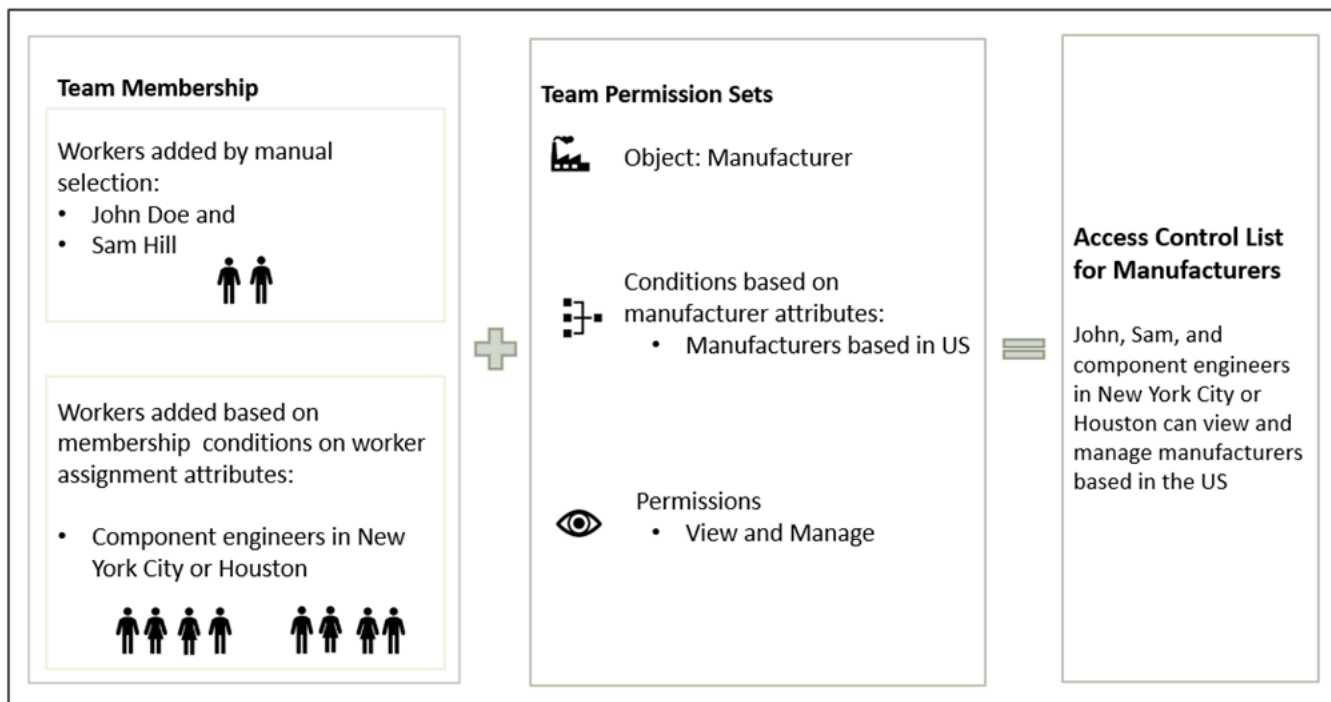 Team Membership
Workers added by manual
selection:
• John Doe and
• Sam Hill
Workers added based on
membership conditions on worker
assignment attributes:
• Component engineers in New
York City or Houston
Team Permission Sets
Object: Manufacturer
Conditions based on
manufacturer attributes:
• Manufacturers based in US
Permissions
• View and Manage
Access Control List
for Manufacturers
John, Sam, and
component engineers
in New York City or
Houston can view and
manage manufacturers
based in the US